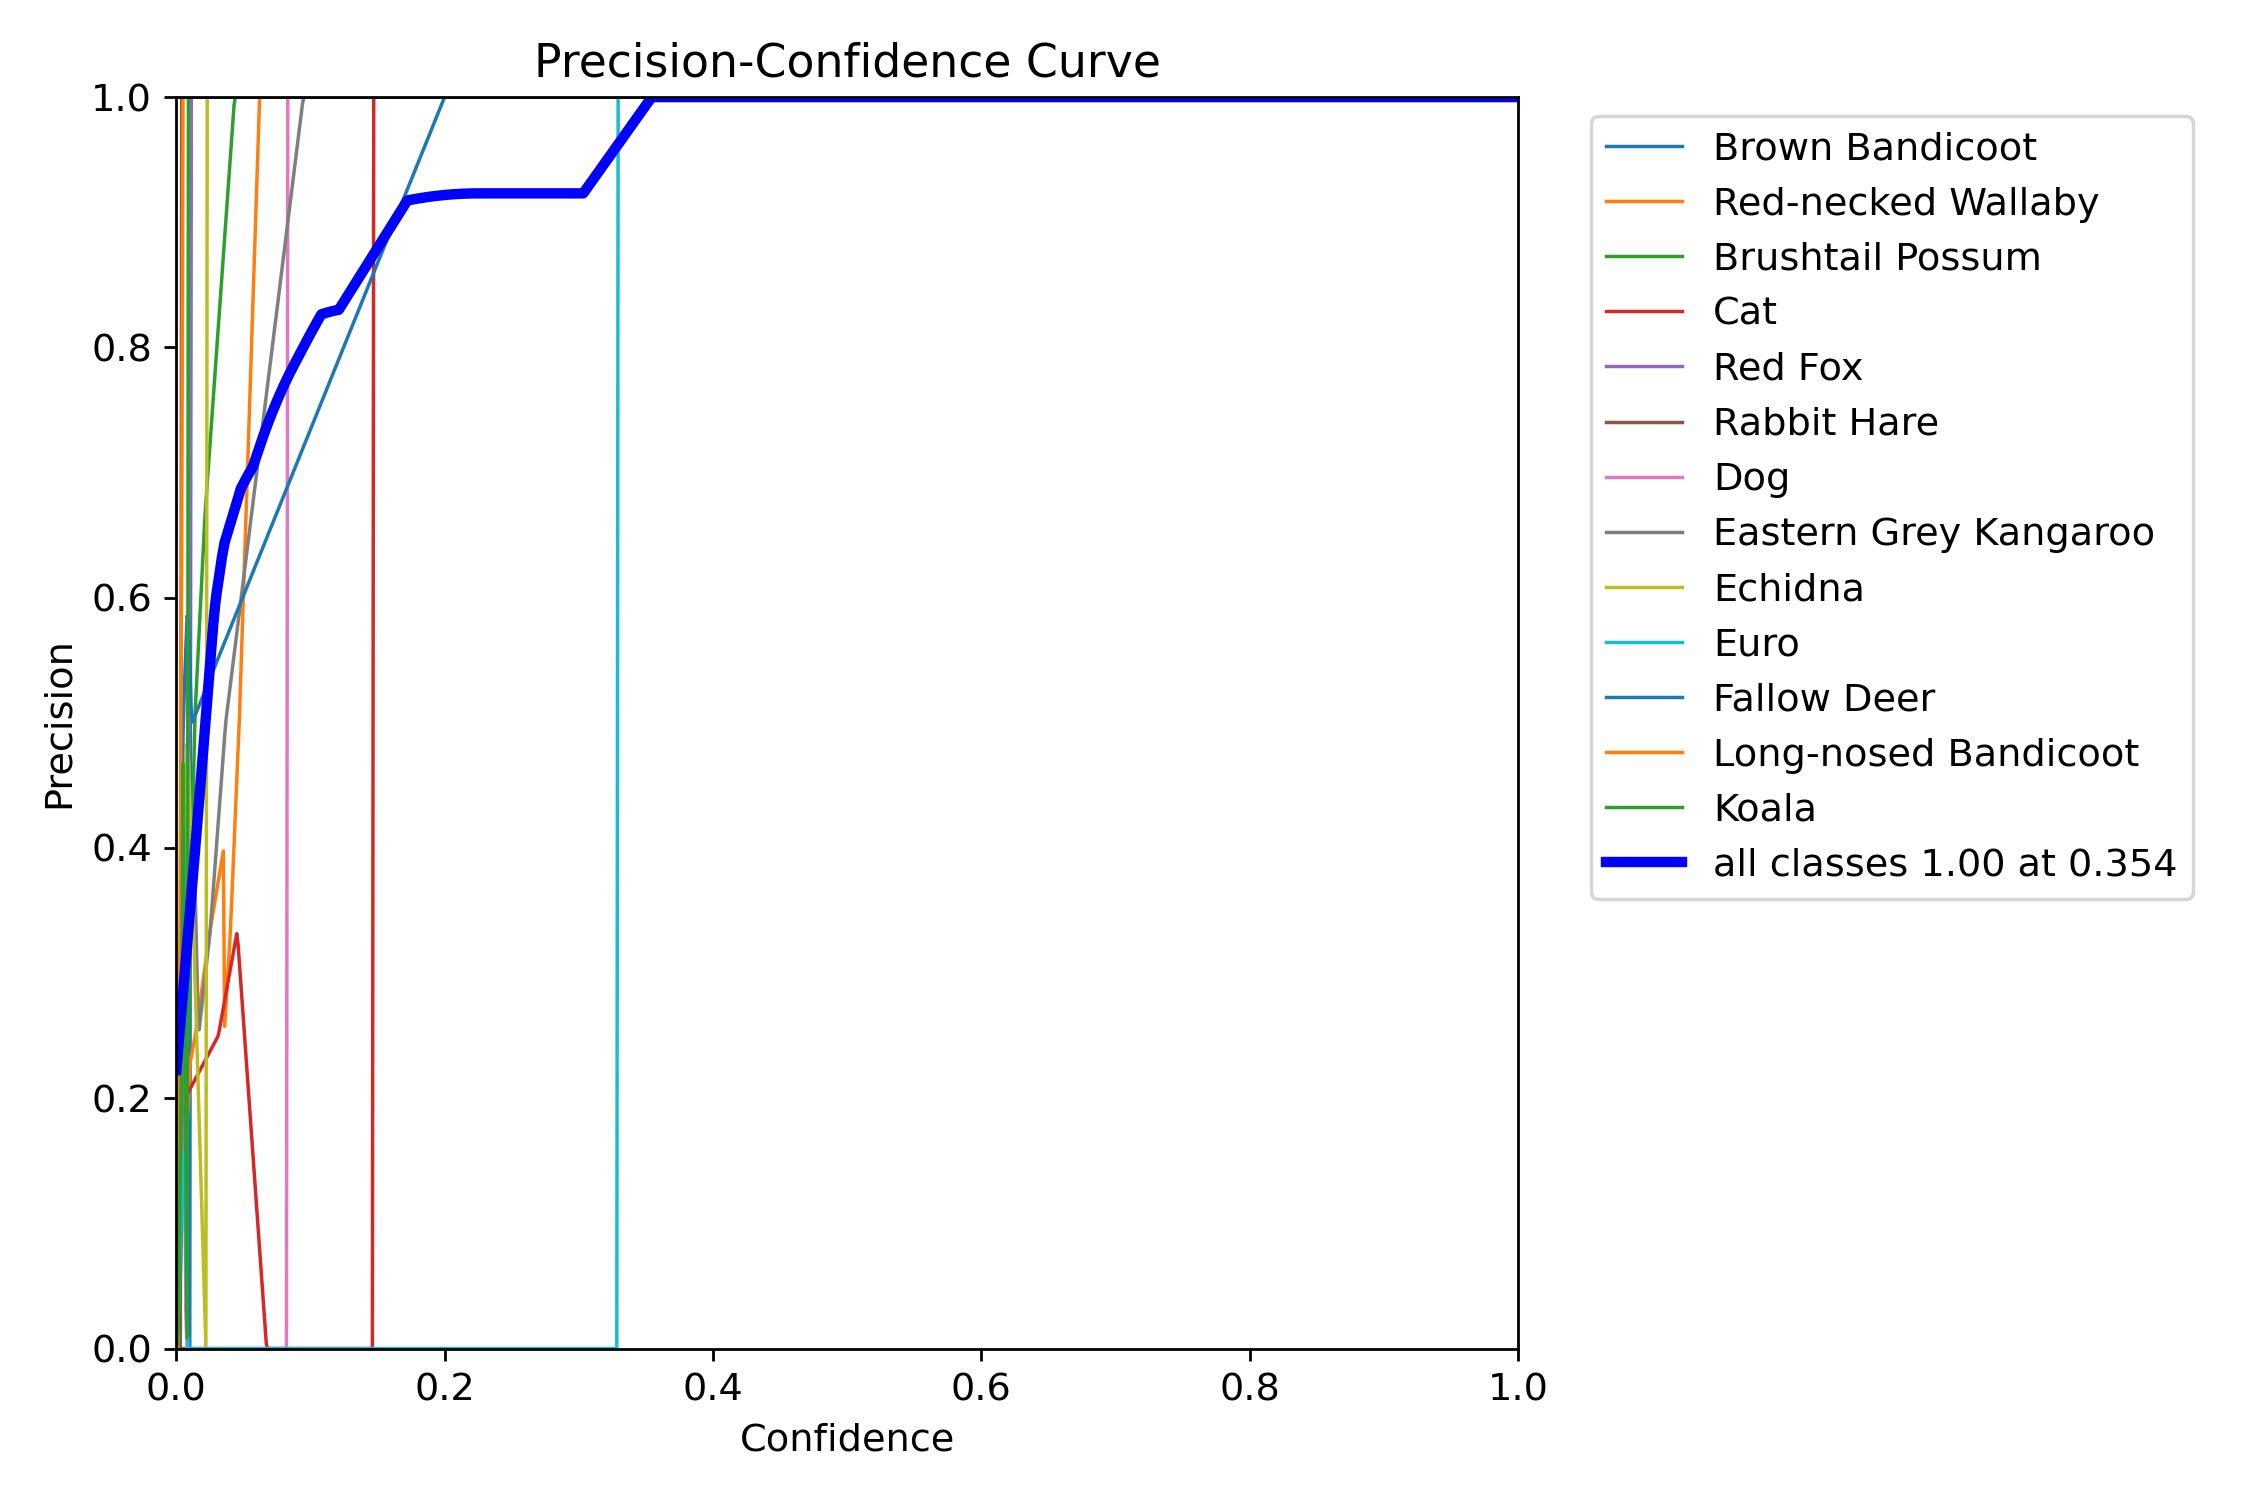 Precision-Confidence Curve
1.0
0.8
0.6
0.4
0.2
0.0
Precision
0.0 0.2 0.4 0.6 0.8 1.0
Confidence
Brown Bandicoot
Red-necked Wallaby
Brushtail Possum
Cat
Red Fox
Rabbit Hare
Dog
Eastern Grey Kangaroo
Echidna
Euro
Fallow Deer
Long-nosed Bandicoot
Koala
all classes 1.00 at 0.354